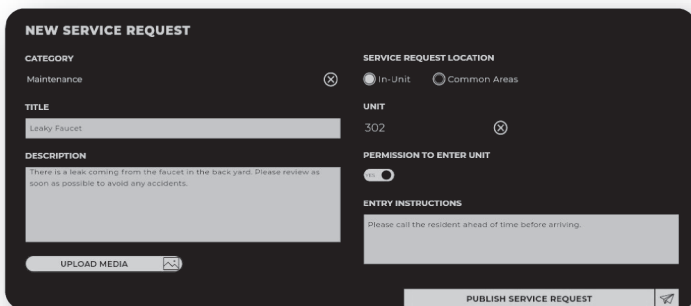 NEW SERVICE REQUEST
CATEGORY
Maintenance
TITLE
Leaky Faucet
DESCRIPTION
There is a leak coming from the faucet in the back yard. Please review as
soon as possible to avoid any accidents.
UPLOAD MEDIA
SERVICE REQUEST LOCATION
In-Unit
Common Areas
UNIT
302
PERMISSION TO ENTER UNIT
YES
ENTRY INSTRUCTIONS
Please call the resident ahead of time before arriving.
PUBLISH SERVICE REQUEST